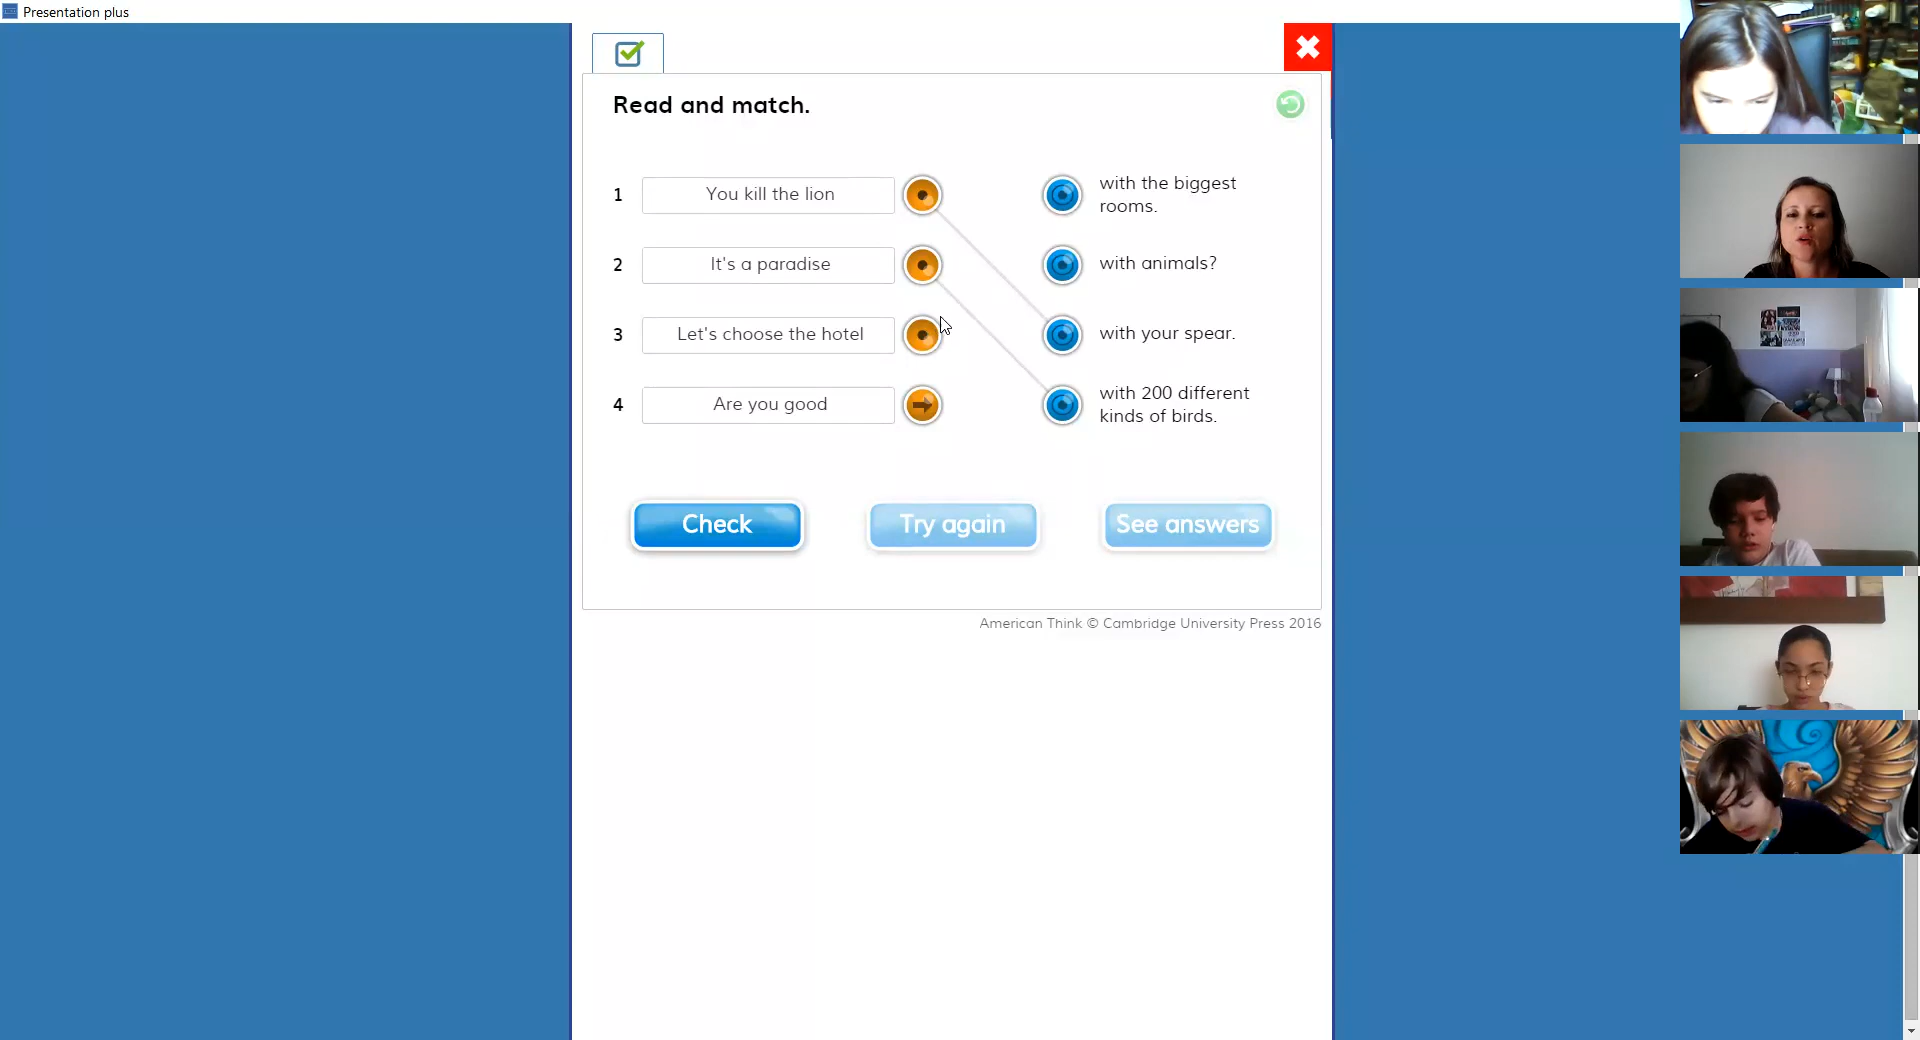 Presentation plus
Read and match.
1 You kill the lion
with the biggest
rooms.
2 It's a paradise
with animals?
3 Let's choose the hotel
with your spear.
4 Are you good
with 200 different
kinds of birds.
Check Try again See answers
American Think © Cambridge University Press 2016